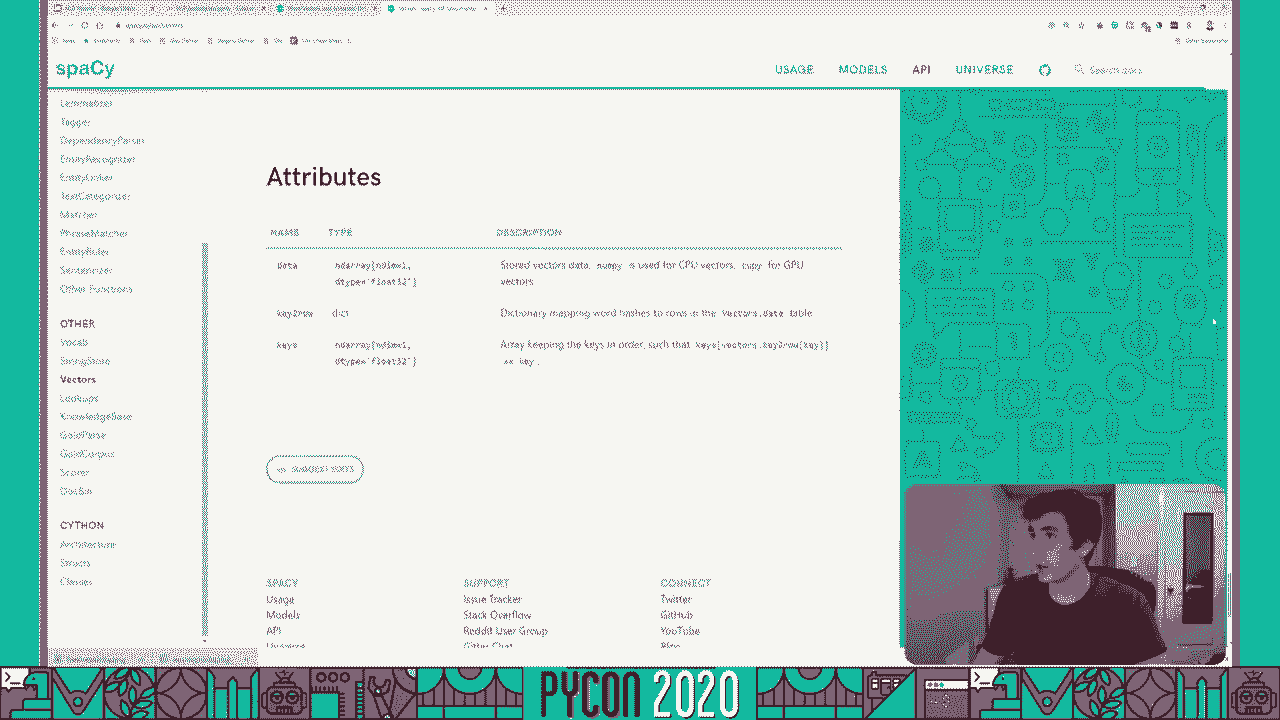 spaCy
USAGE
MODELS
API
UNIVERSE
Search docs
Lemmatizer
Tagger
DependencyParser
EntityRecognizer
EntityLinker
TextCategorizer
Matcher
PhraseMatcher
EntityRuler
Sentencizer
Other Functions
OTHER
Vocab
StringStore
Vectors
Lookups
KnowledgeBase
GoldParse
GoldCorpus
Scorer
DocBin
CYTHON
Architecture
Structs
Classes
Attributes
NAME TYPE DESCRIPTION
data ndarray[ndim=1, Stored vectors data. numpy is used for CPU vectors, cupy for GPU
dtype='float32'] vectors.
key2row dict Dictionary mapping word hashes to rows in the Vectors.data table.
keys ndarray[ndim=1, Array keeping the keys in order, such that keys[vectors.key2row[key]]
dtype='float32'] == key.
SUGGEST EDITS
SPACY
Usage
Models
API
Universe
SUPPORT
Issue Tracker
Stack Overflow
Reddit User Group
Gitter Chat
CONNECT
Twitter
GitHub
YouTube
Blog
PYCON 2020